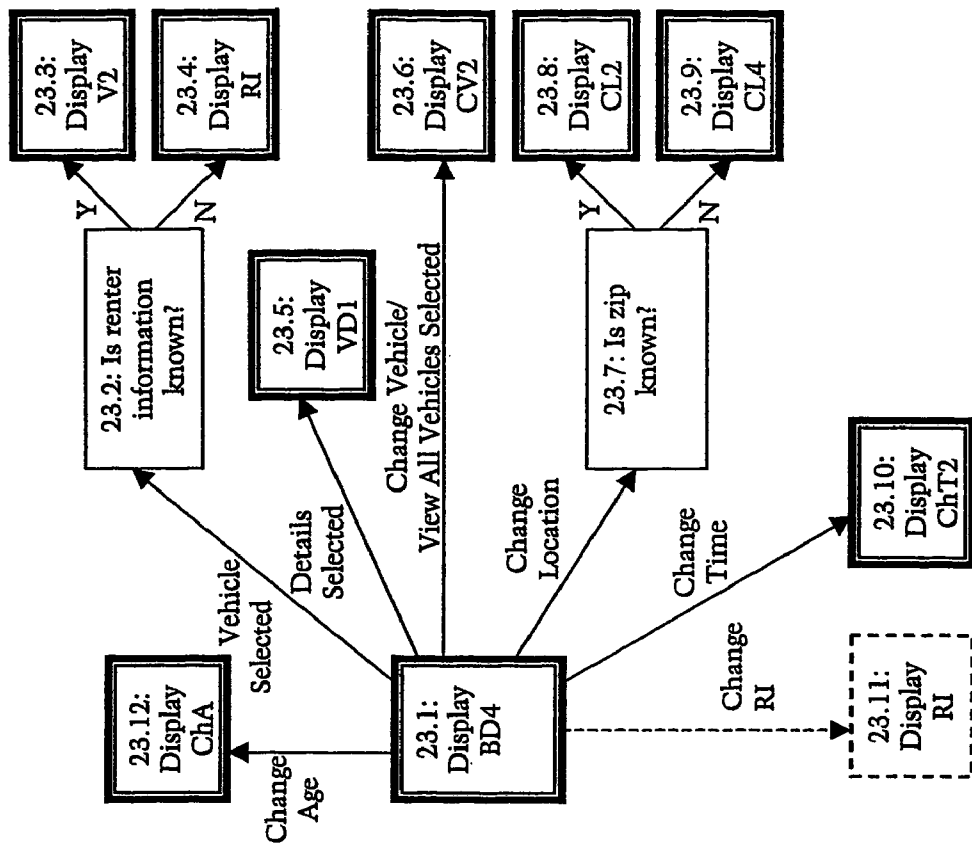 23.12:
Display
ChA
Change
Age
23.1:
Display
BD4
Vehicle
Selected
23.2: Is renter
information
known?
Y
N
23.3:
Display
V2
23.4:
Display
RI
Details
Selected
23.5:
Display
VD1
Change Vehicle/
View All Vehicles Selected
23.6:
Display
CV2
Change
Location
23.7: Is zip
known?
Y
N
23.8:
Display
CL2
23.9:
Display
CL4
Change
Time
23.10:
Display
ChT2
Change
RI
23.11:
Display
RI